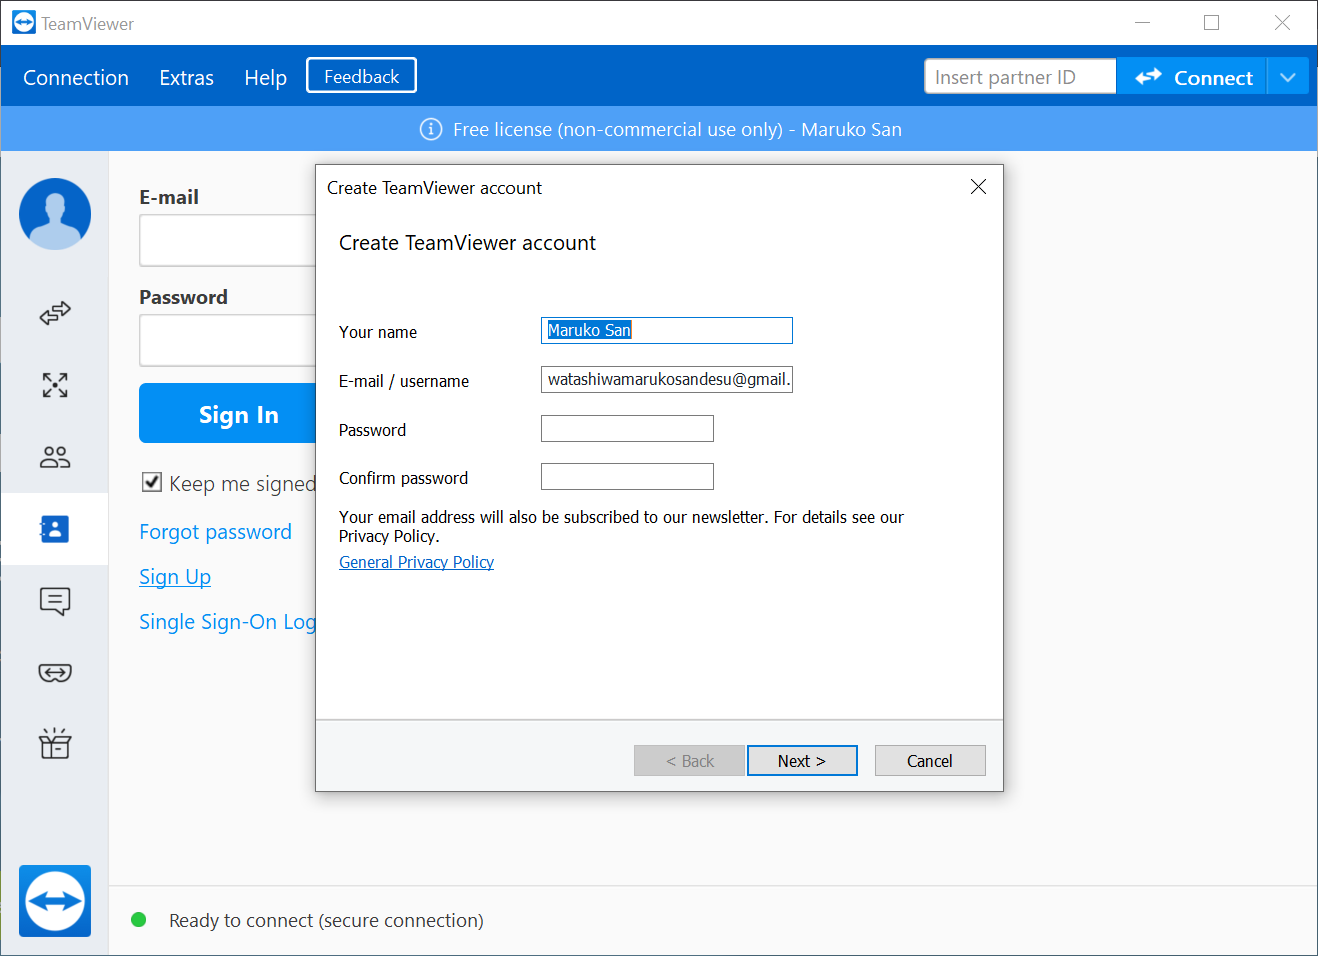 TeamViewer
Connection Extras Help Feedback
Insert partner ID Connect
Free license (non-commercial use only) - Maruko San
E-mail
Password
Sign In
Keep me signed
Forgot password
Sign Up
Single Sign-On Log
Create TeamViewer account
Create TeamViewer account
Your name Maruko San
E-mail / username watashiwamarukosandesu@gmail.
Password
Confirm password
Your email address will also be subscribed to our newsletter. For details see our
Privacy Policy.
General Privacy Policy
< Back Next > Cancel
Ready to connect (secure connection)